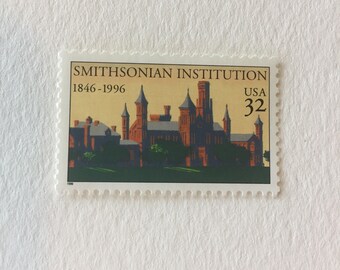 SMITHSONIAN INSTITUTION
1846-1996
USA
32